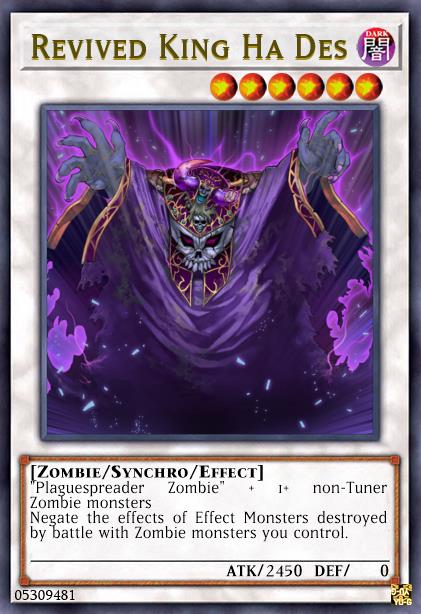 Revived King Ha Des
DARK
闇
[Zombie/Synchro/Effect]
"Plaguespreader Zombie" + 1+ non-Tuner
Zombie monsters
Negate the effects of Effect Monsters destroyed
by battle with Zombie monsters you control.
ATK/2450 DEF/ 0
05309481